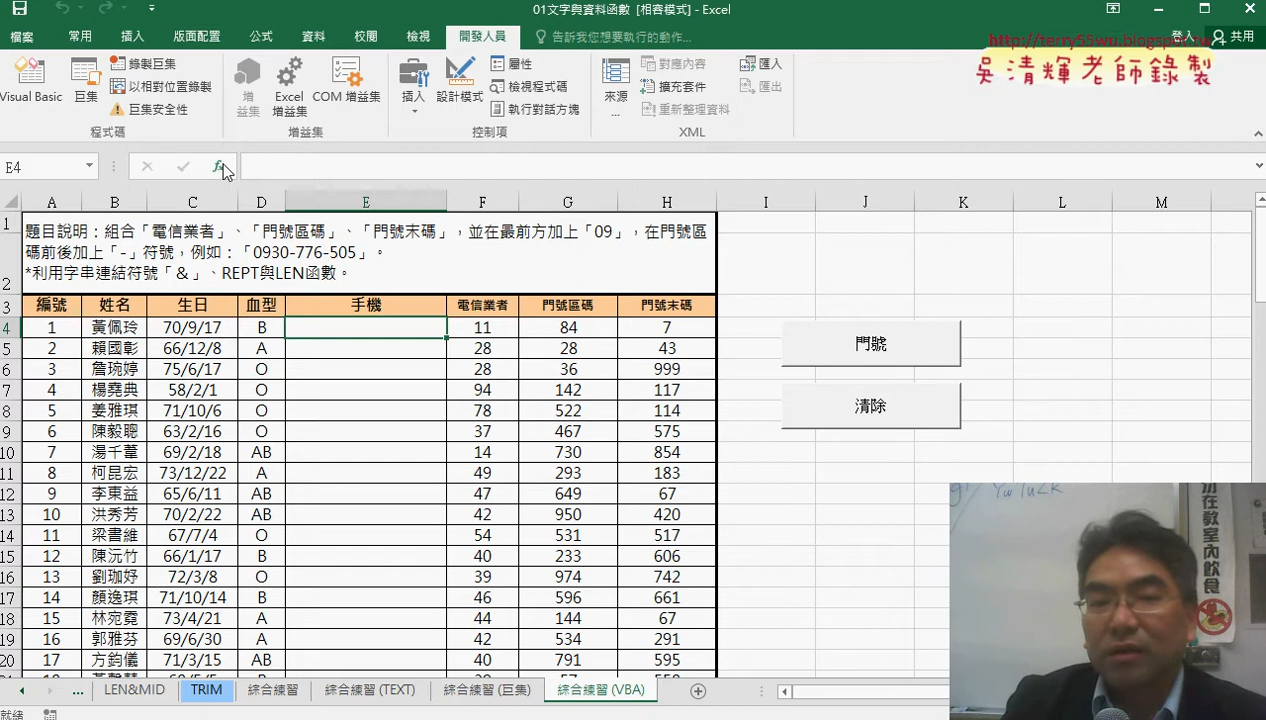 01文字與資料函數 [相容模式] - Excel
檔案 常用 插入 版面配置 公式 資料 校閱 檢視 開發人員 告訴我您想要執行的動作... 登入 共用
http://terry55wu.blogspot.tw
吳清輝老師錄製
Visual Basic 巨集 錄製巨集 以相對位置錄製 巨集安全性 程式碼
增益集 Excel 增益集 COM 增益集 增益集
插入 設計模式 屬性 檢視程式碼 執行對話方塊 控制項
來源... 對應內容 擴充套件 重新整理資料 匯入 匯出 XML
E4 fx
A B C D E F G H I J K L M
1
2 題目說明：組合「電信業者」、「門號區碼」、「門號末碼」，並在最前方加上「09」，在門號區
碼前後加上「-」符號，例如：「0930-776-505」。
*利用字串連結符號「&」、REPT與LEN函數。
3 編號 姓名 生日 血型 手機 電信業者 門號區碼 門號末碼
4 1 黃佩玲 70/9/17 B 11 84 7
5 2 賴國彰 66/12/8 A 28 28 43
6 3 詹琬婷 75/6/17 O 28 36 999
7 4 楊堯典 58/2/1 O 94 142 117
8 5 姜雅琪 71/10/6 O 78 522 114
9 6 陳毅聰 63/2/16 O 37 467 575
10 7 湯千葦 69/2/18 AB 14 730 854
11 8 柯昆宏 73/12/22 A 49 293 183
12 9 李東益 65/6/11 AB 47 649 67
13 10 洪秀芳 70/2/22 AB 42 950 420
14 11 梁書維 67/7/4 O 54 531 517
15 12 陳沅竹 66/1/17 B 40 233 606
16 13 劉珈妤 72/3/8 O 39 974 742
17 14 顏逸琪 71/10/14 B 46 596 661
18 15 林宛霓 73/4/21 A 44 144 67
19 16 郭雅芬 69/6/30 A 42 534 291
20 17 方鈞儀 71/3/15 AB 40 791 595
門號
清除
別在教室內飲食
... LEN&MID TRIM 綜合練習 綜合練習 (TEXT) 綜合練習 (巨集) 綜合練習 (VBA)
就緒